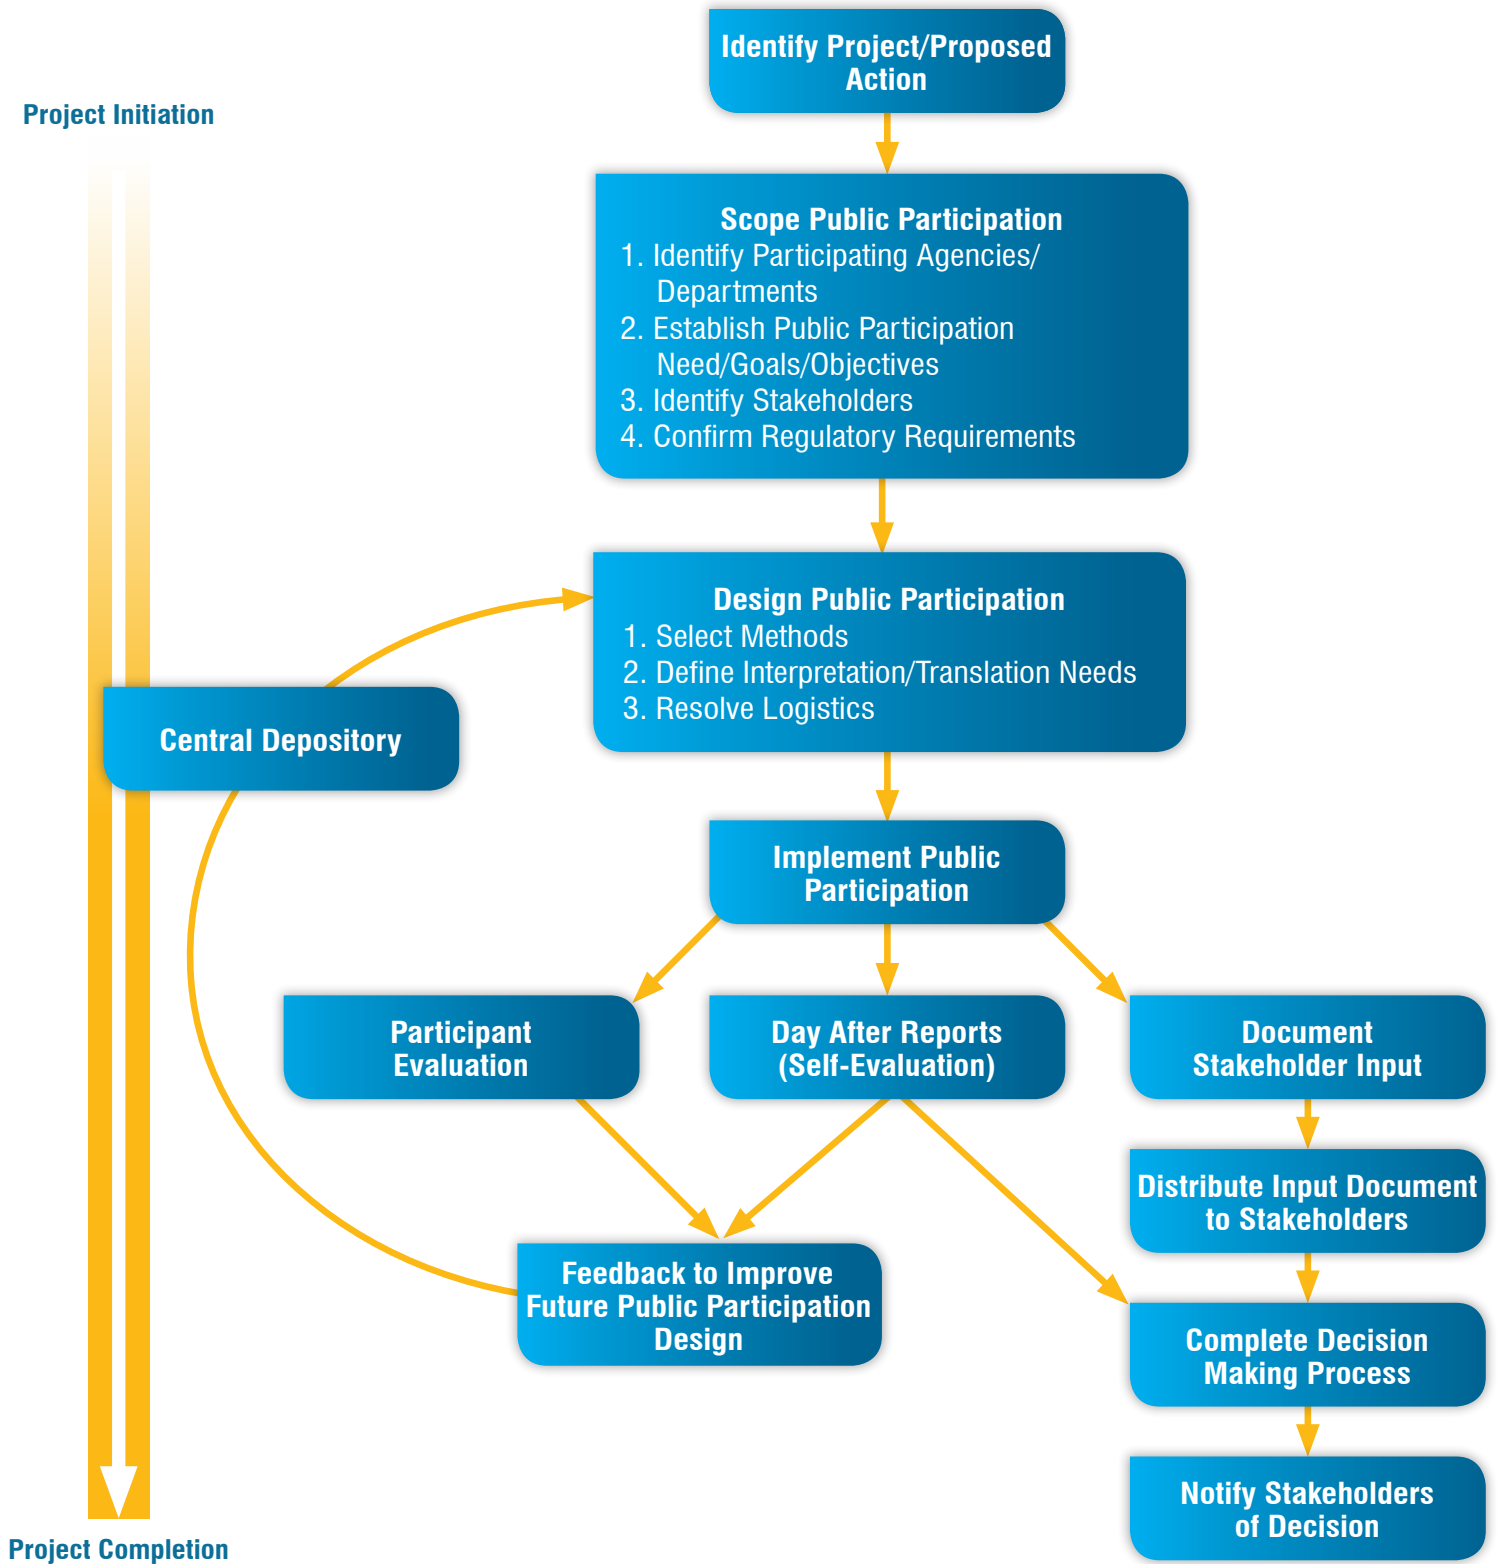 Identify Project/Proposed
Action
Project Initiation
Scope Public Participation
1. Identify Participating Agencies/
Departments
2. Establish Public Participation
Need/Goals/Objectives
3. Identify Stakeholders
4. Confirm Regulatory Requirements
Design Public Participation
1. Select Methods
2. Define Interpretation/Translation Needs
3. Resolve Logistics
Central Depository
Implement Public
Participation
Participant
Evaluation
Day After Reports
(Self-Evaluation)
Document
Stakeholder Input
Distribute Input Document
to Stakeholders
Feedback to Improve
Future Public Participation
Design
Complete Decision
Making Process
Notify Stakeholders
of Decision
Project Completion